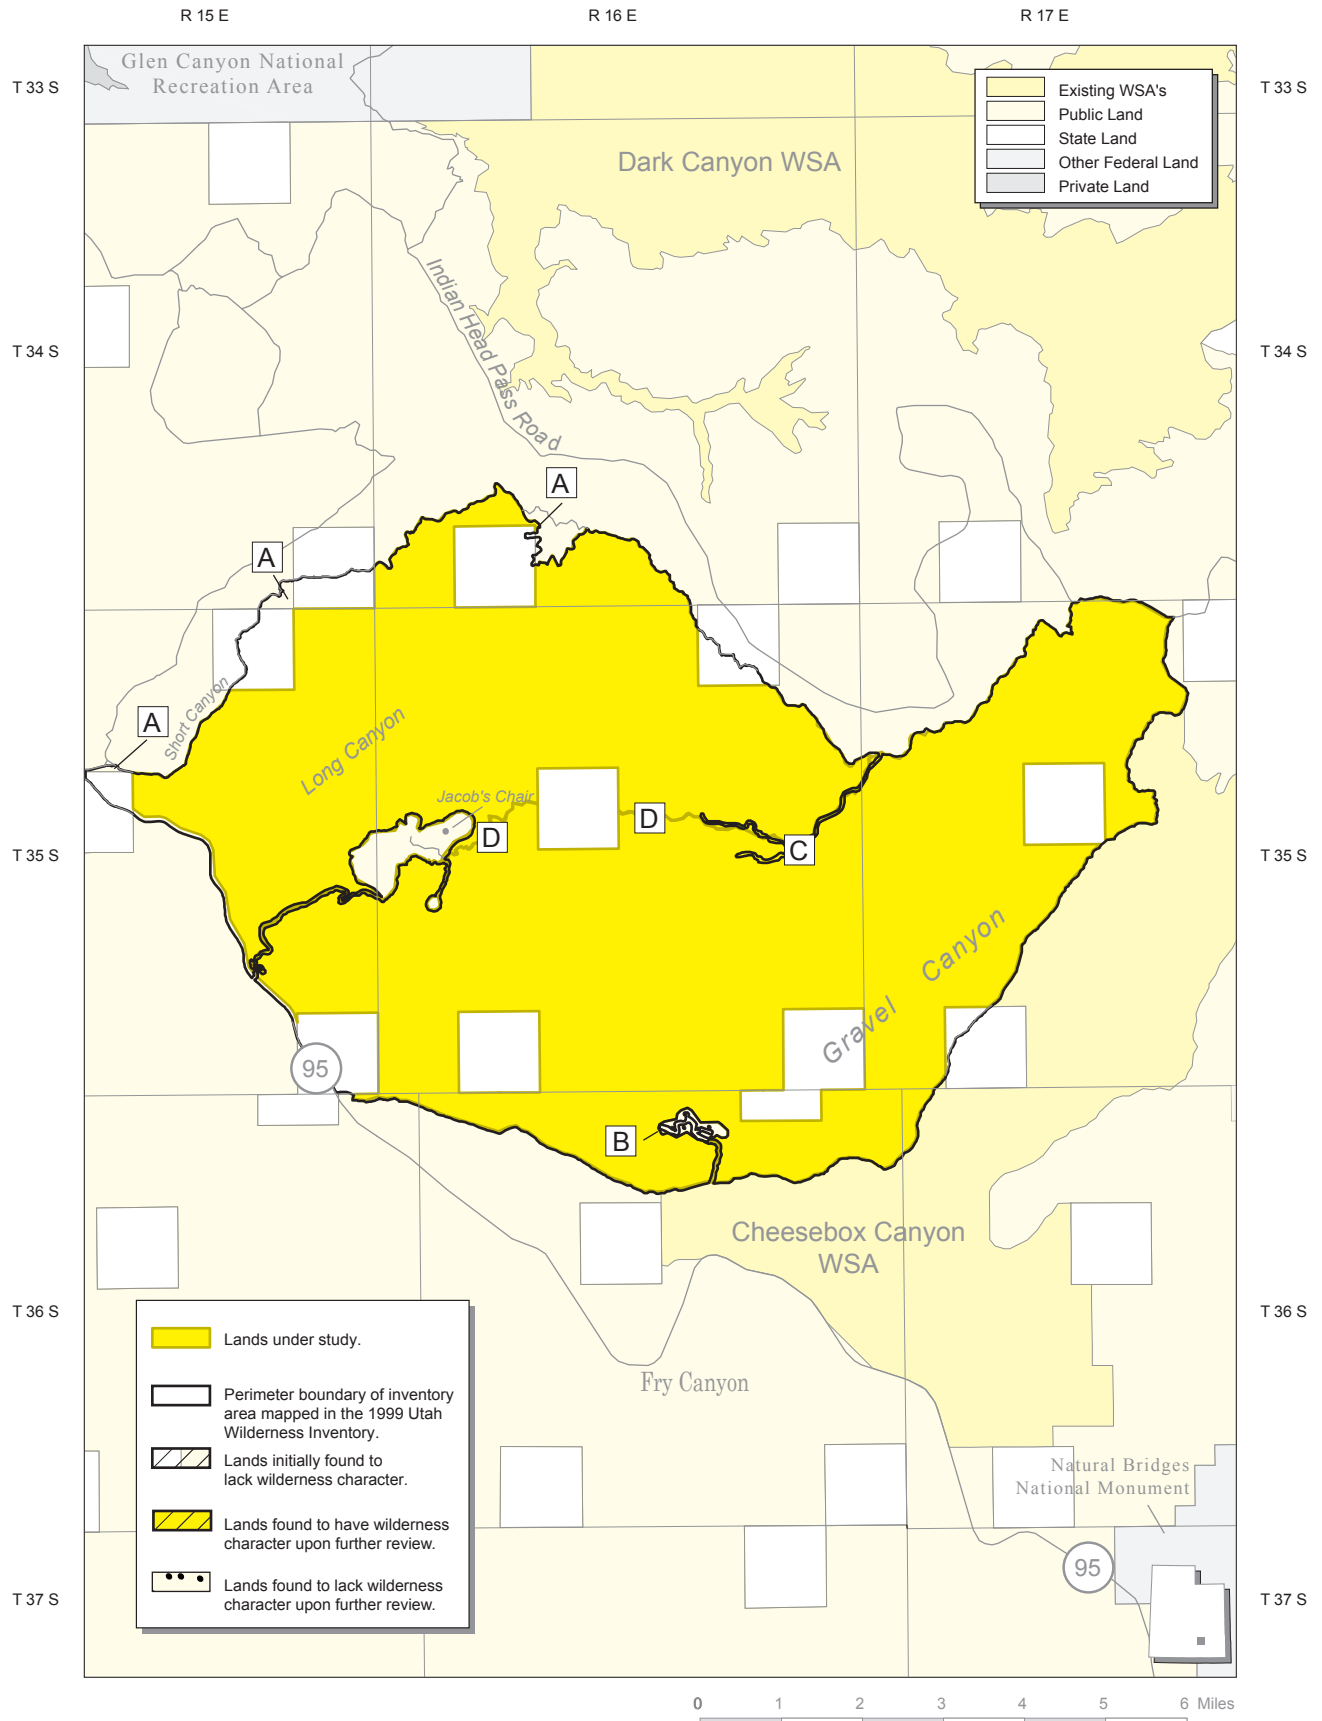 R 15 E
R 16 E
R 17 E
Glen Canyon National
Recreation Area
T 33 S
T 33 S
Existing WSA's
Public Land
State Land
Other Federal Land
Private Land
Dark Canyon WSA
Indian Head Pass Road
T 34 S
T 34 S
A
A
A
Short Canyon
Long Canyon
Jacob's Chair
D
D
C
T 35 S
T 35 S
Gravel Canyon
95
B
Cheesebox Canyon
WSA
T 36 S
T 36 S
Fry Canyon
Lands under study.
Perimeter boundary of inventory
area mapped in the 1999 Utah
Wilderness Inventory.
Lands initially found to
lack wilderness character.
Lands found to have wilderness
character upon further review.
Lands found to lack wilderness
character upon further review.
Natural Bridges
National Monument
95
T 37 S
T 37 S
0 1 2 3 4 5 6 Miles